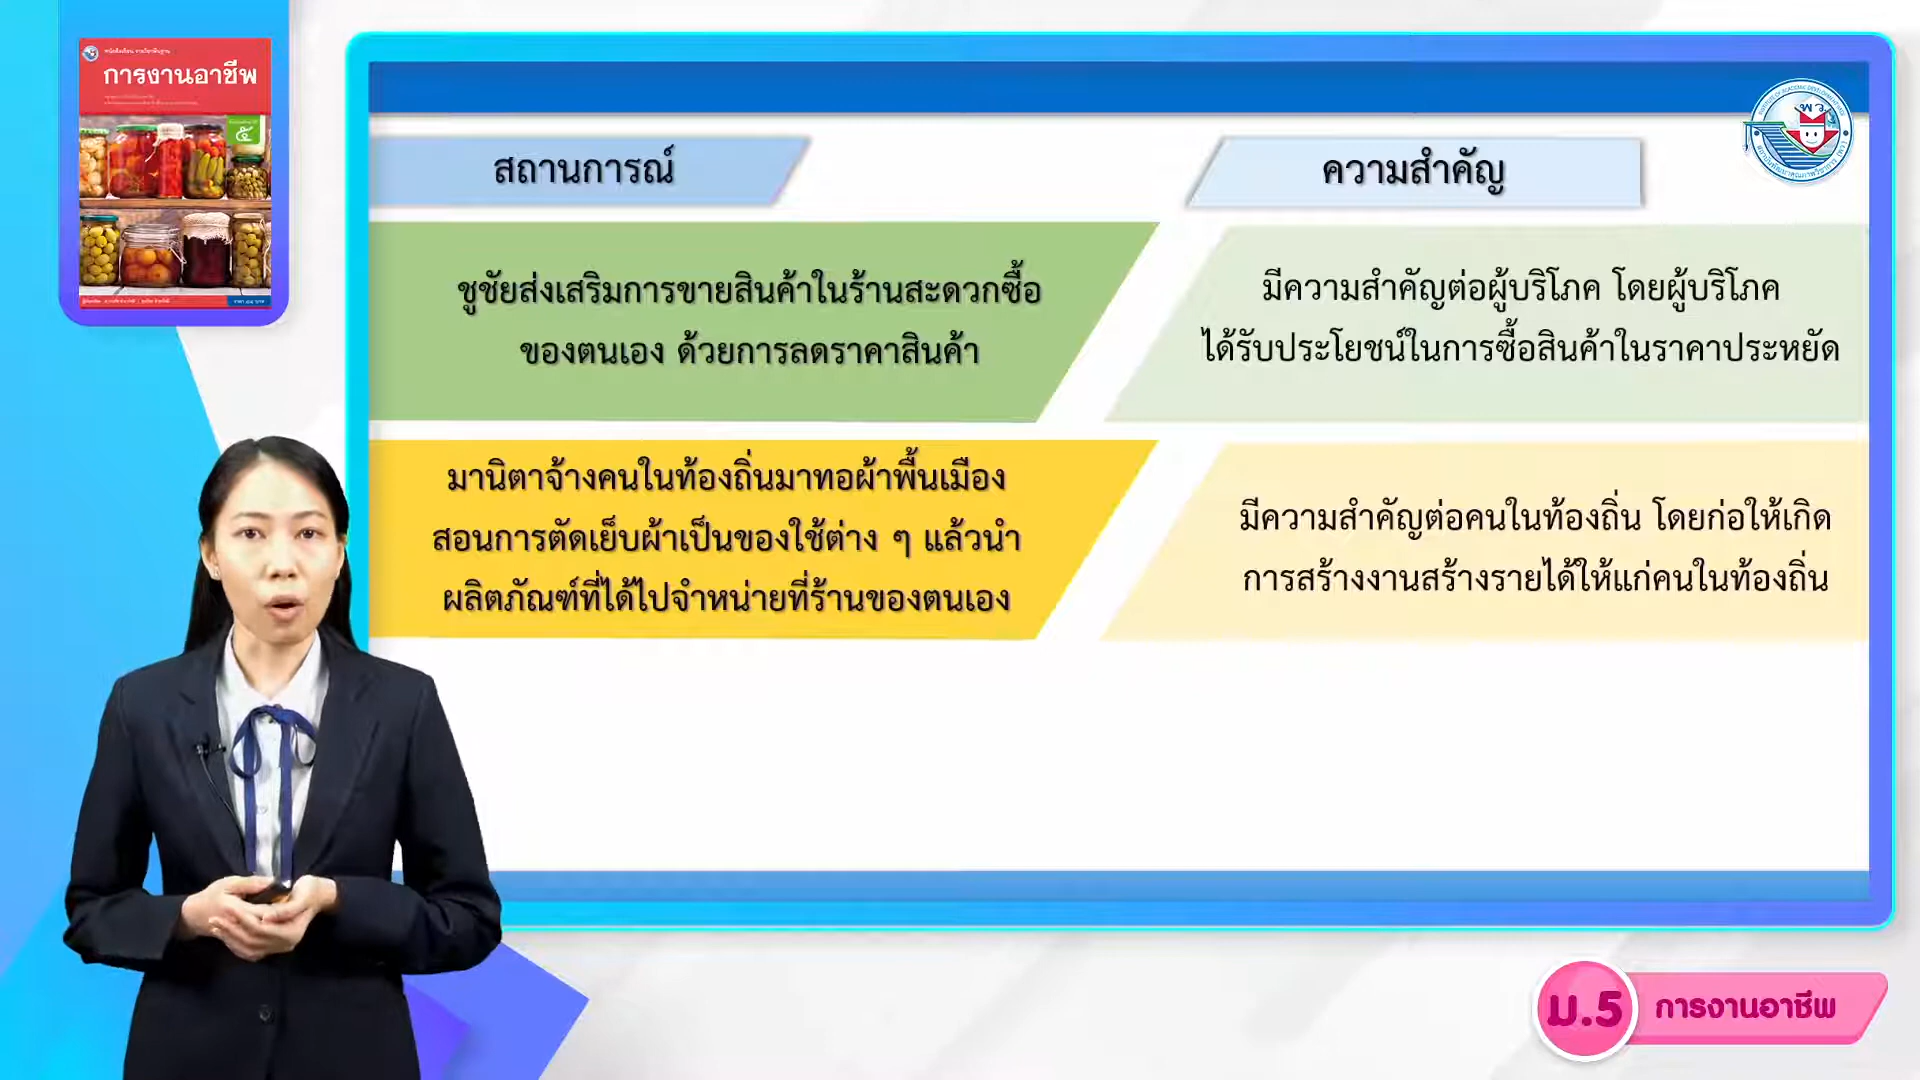 การงานอาชีพ
๕
สถานการณ์
ความสำคัญ
ชูชัยส่งเสริมการขายสินค้าในร้านสะดวกซื้อ
ของตนเอง ด้วยการลดราคาสินค้า
มีความสำคัญต่อผู้บริโภค โดยผู้บริโภค
ได้รับประโยชน์ในการซื้อสินค้าในราคาประหยัด
มานิตาจ้างคนในท้องถิ่นมาทอผ้าพื้นเมือง
สอนการตัดเย็บผ้าเป็นของใช้ต่าง ๆ แล้วนำ
ผลิตภัณฑ์ที่ได้ไปจำหน่ายที่ร้านของตนเอง
มีความสำคัญต่อคนในท้องถิ่น โดยก่อให้เกิด
การสร้างงานสร้างรายได้ให้แก่คนในท้องถิ่น
พว
ม.5
การงานอาชีพ